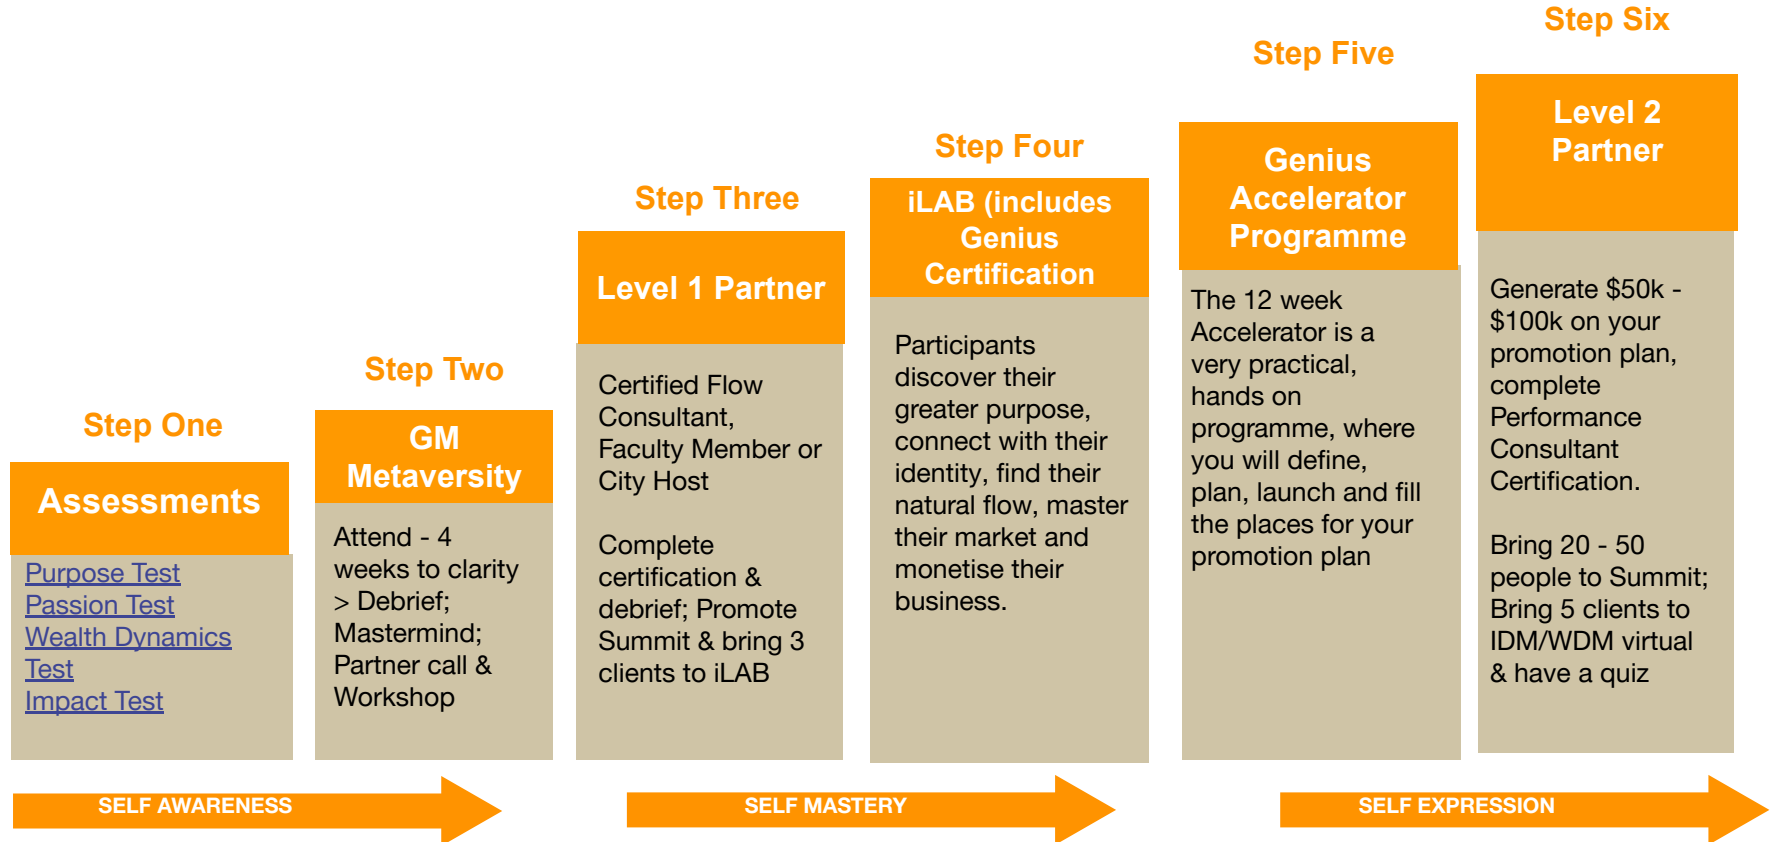 Step One
Assessments
Purpose Test
Passion Test
Wealth Dynamics
Test
Impact Test
Step Two
GM
Metaversity
Attend - 4
weeks to clarity
> Debrief;
Mastermind;
Partner call &
Workshop
Step Three
Level 1 Partner
Certified Flow
Consultant,
Faculty Member or
City Host
Complete
certification &
debrief; Promote
Summit & bring 3
clients to iLAB
Step Four
iLAB (includes
Genius
Certification
Participants
discover their
greater purpose,
connect with their
identity, find their
natural flow, master
their market and
monetise their
business.
Step Five
Genius
Accelerator
Programme
The 12 week
Accelerator is a
very practical,
hands on
programme, where
you will define,
plan, launch and fill
the places for your
promotion plan
Step Six
Level 2
Partner
Generate $50k -
$100k on your
promotion plan,
complete
Performance
Consultant
Certification.
Bring 20 - 50
people to Summit;
Bring 5 clients to
IDM/WDM virtual
& have a quiz
SELF AWARENESS
SELF MASTERY
SELF EXPRESSION